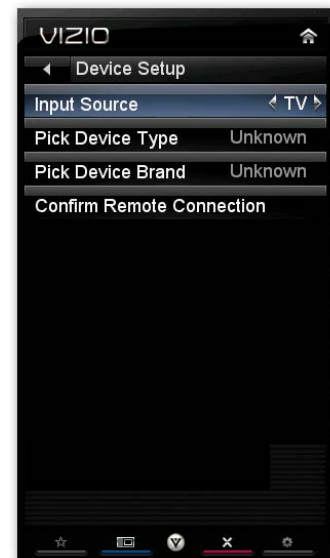 VIZIO
Device Setup
Input Source TV
Pick Device Type Unknown
Pick Device Brand Unknown
Confirm Remote Connection
V